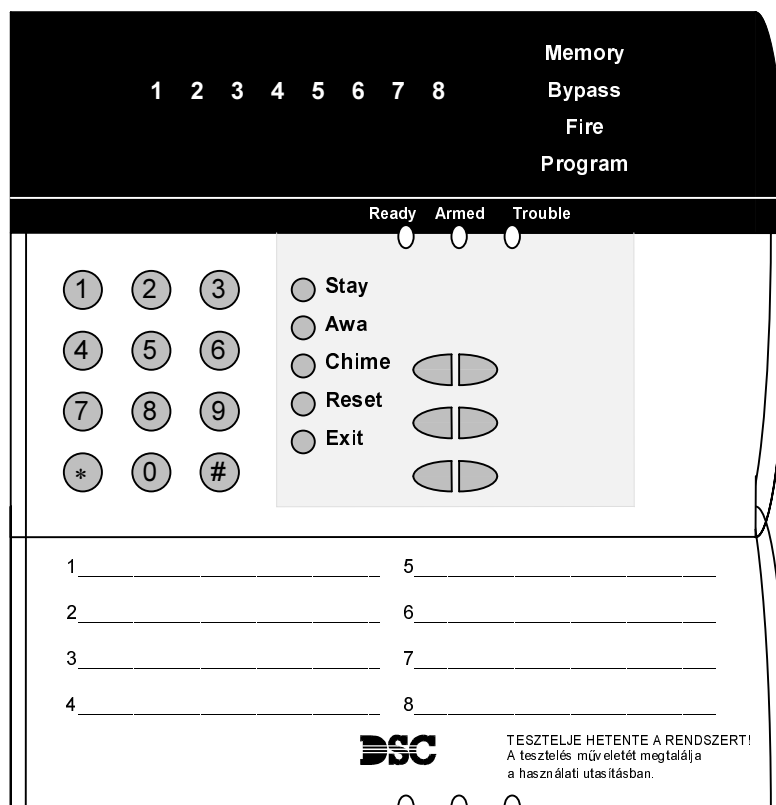 Memory
1 2 3 4 5 6 7 8
Bypass
Fire
Program
Ready Armed Trouble
1 2 3
4 5 6
7 8 9
* 0 #
Stay
Awa
Chime
Reset
Exit
1 5
2 6
3 7
4 8
DSC
TESZTELJE HETENTE A RENDSZERT!
A tesztelés műveletét megtalálja
a használati utasításban.